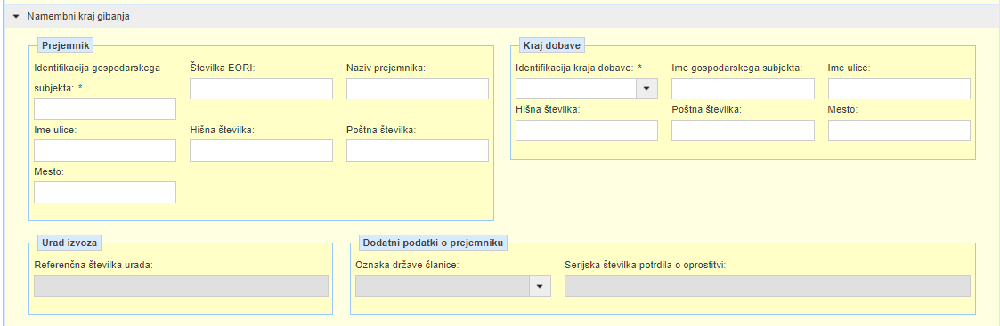 Namembni kraj gibanja
Prejemnik
Identifikacija gospodarskega
subjekta: *
Številka EORI:
Naziv prejemnika:
Ime ulice:
Hišna številka:
Poštna številka:
Mesto:
Kraj dobave
Identifikacija kraja dobave: *
Ime gospodarskega subjekta:
Ime ulice:
Hišna številka:
Poštna številka:
Mesto:
Urad izvoza
Referenčna številka urada:
Dodatni podatki o prejemniku
Oznaka države članice:
Serijska številka potrdila o oprostitvi: